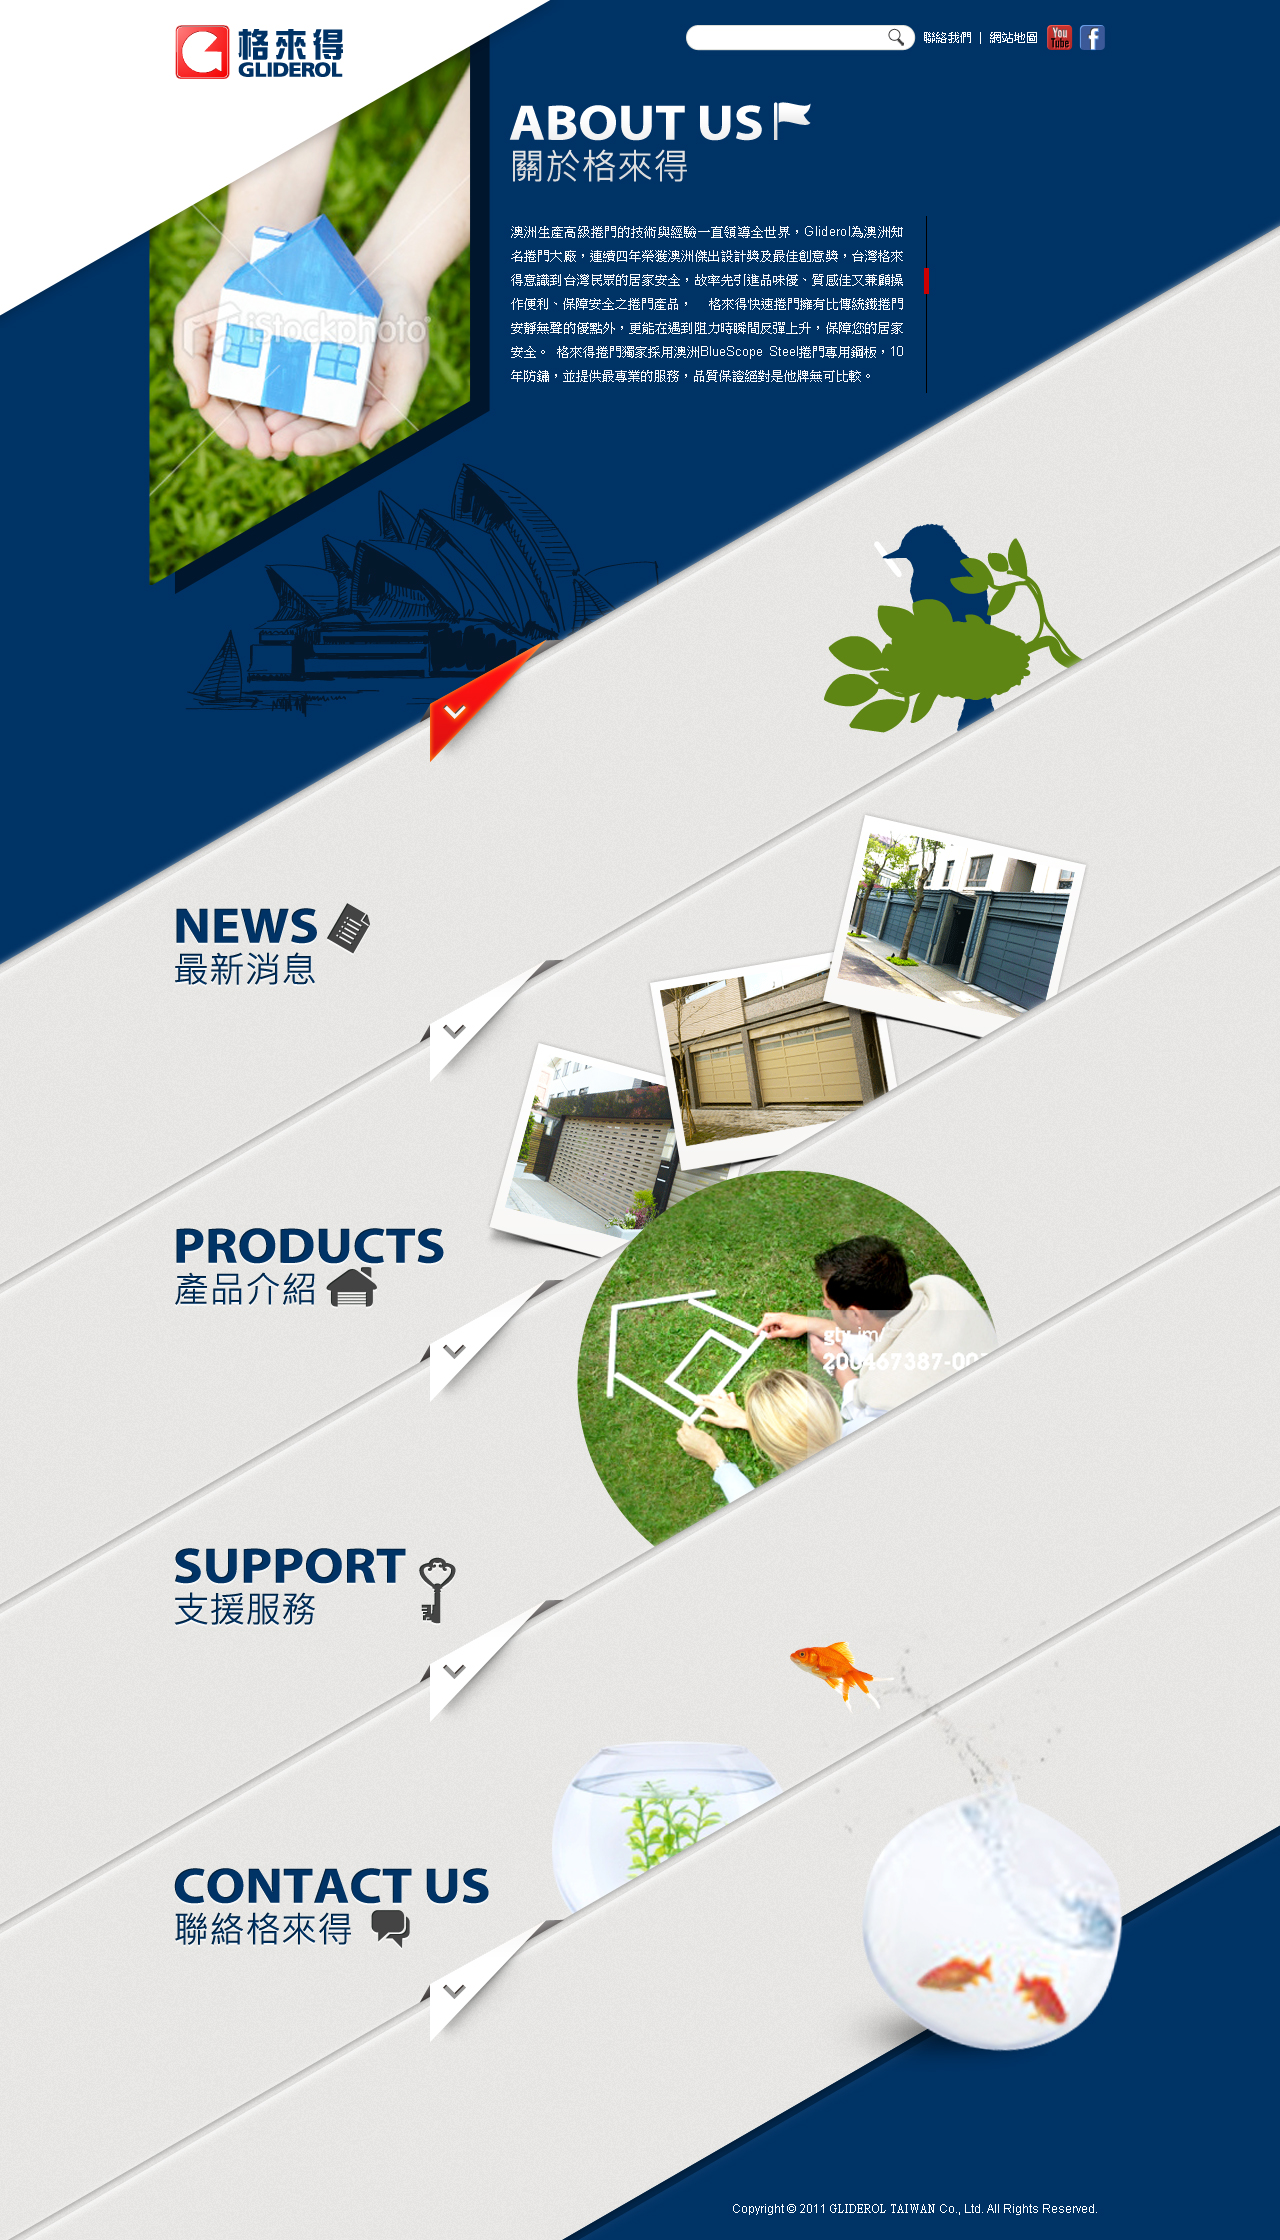 格來得
GLIDEROL
聯絡我們 | 網站地圖
You
Tube
f
ABOUT US
關於格來得
澳洲生產高級捲門的技術與經驗一直領導全世界，Gliderol為澳洲知
名捲門大廠，連續四年榮獲澳洲傑出設計獎及最佳創意獎，台灣格來
得意識到台灣民眾的居家安全，故率先引進品味優、質感佳又兼顧操
作便利、保障安全之捲門產品， 格來得快速捲門擁有比傳統鐵捲門
安靜無聲的優點外，更能在遇到阻力時瞬間反彈上升，保障您的居家
安全。 格來得捲門獨家採用澳洲BlueScope Steel捲門專用鋼板，10
年防鏽，並提供最專業的服務，品質保證絕對是他牌無可比較。
iStockphoto
NEWS
最新消息
PRODUCTS
產品介紹
gty.im/
200467387-00
SUPPORT
支援服務
CONTACT US
聯絡格來得
Copyright © 2011 GLIDEROL TAIWAN Co., Ltd. All Rights Reserved.